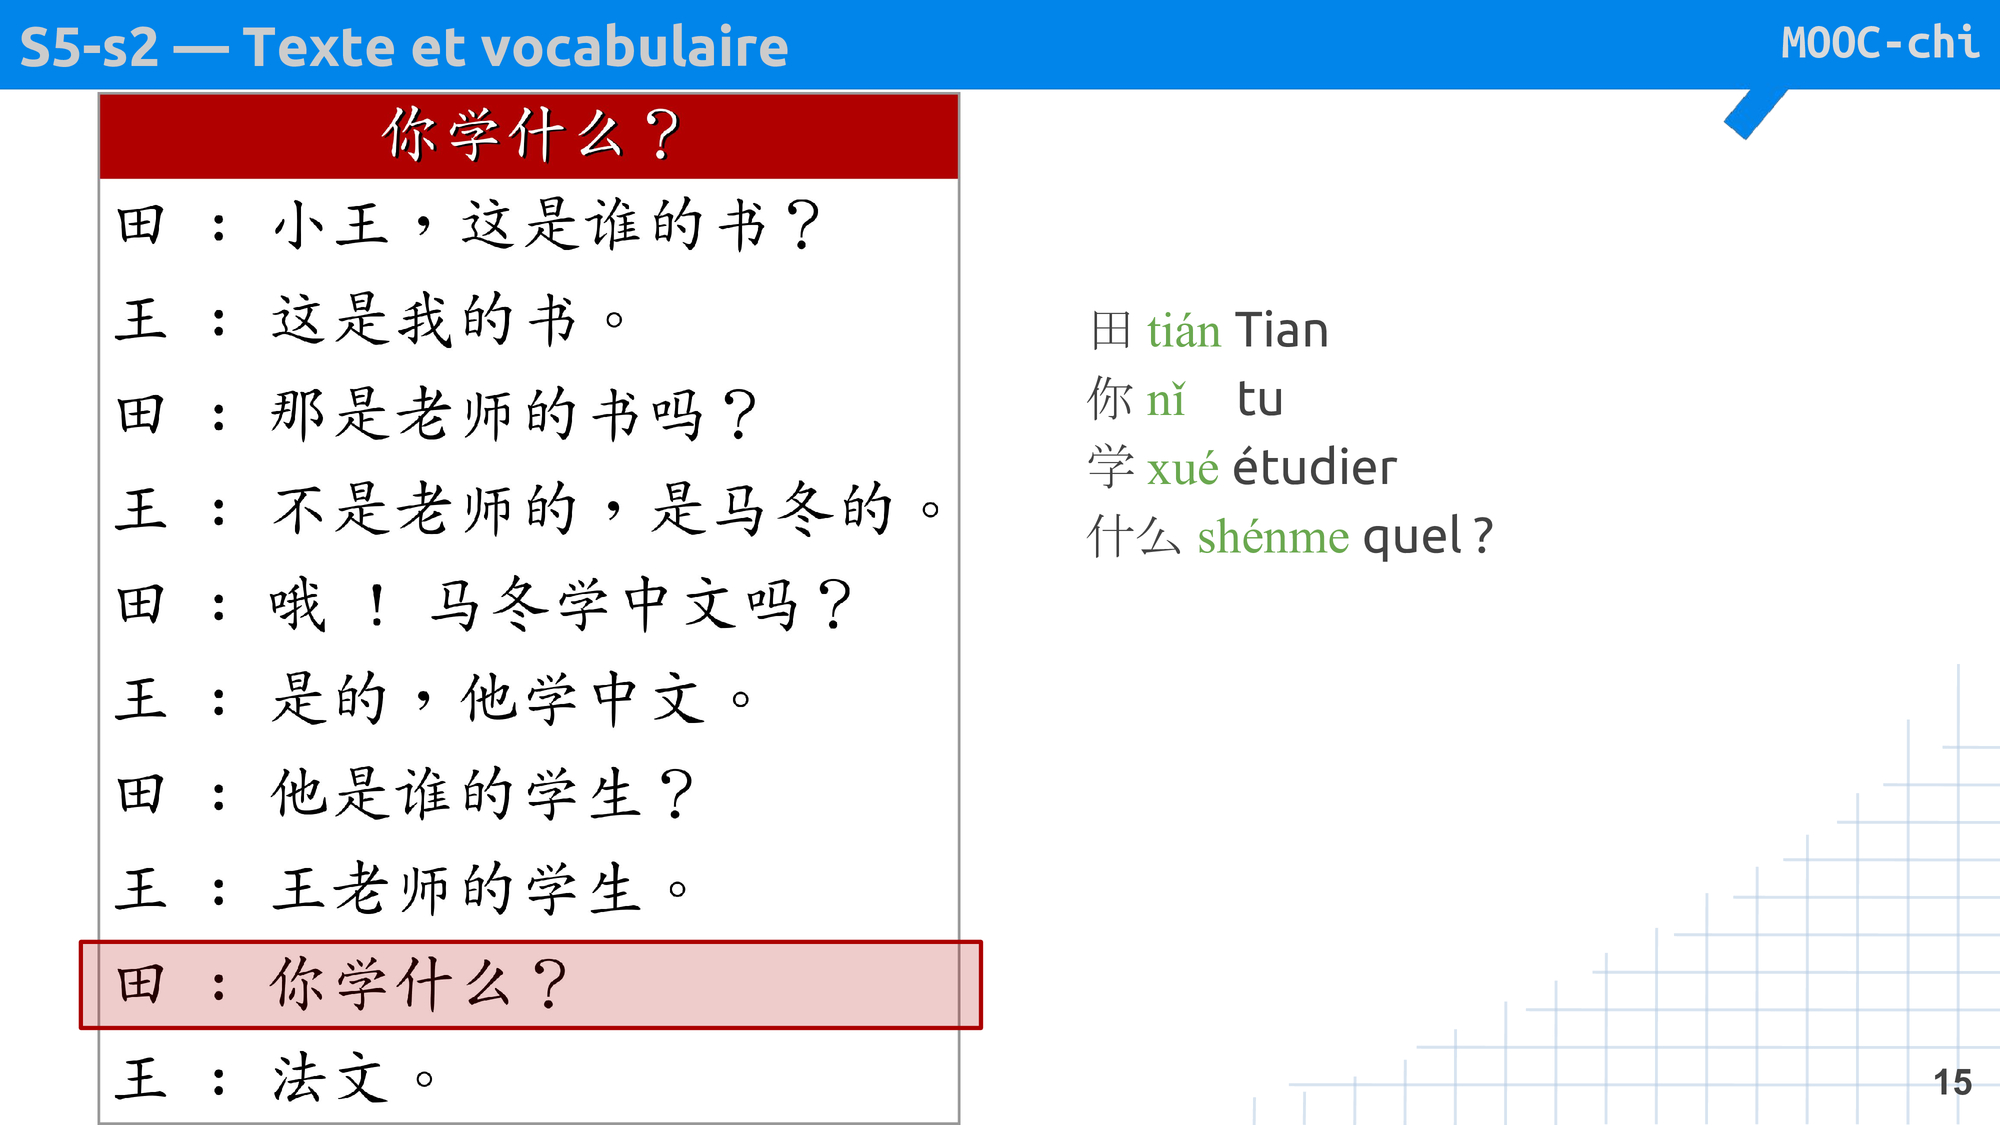 S5-s2 — Texte et vocabulaire
MOOC-chi
你学什么？
田 ： 小王，这是谁的书？
王 ： 这是我的书。
田 ： 那是老师的书吗？
王 ： 不是老师的，是马冬的。
田 ： 哦 ！ 马冬学中文吗？
王 ： 是的，他学中文。
田 ： 他是谁的学生？
王 ： 王老师的学生。
田 ： 你学什么？
王 ： 法文。
田 tián Tian
你 nǐ tu
学 xué étudier
什么 shénme quel ?
15